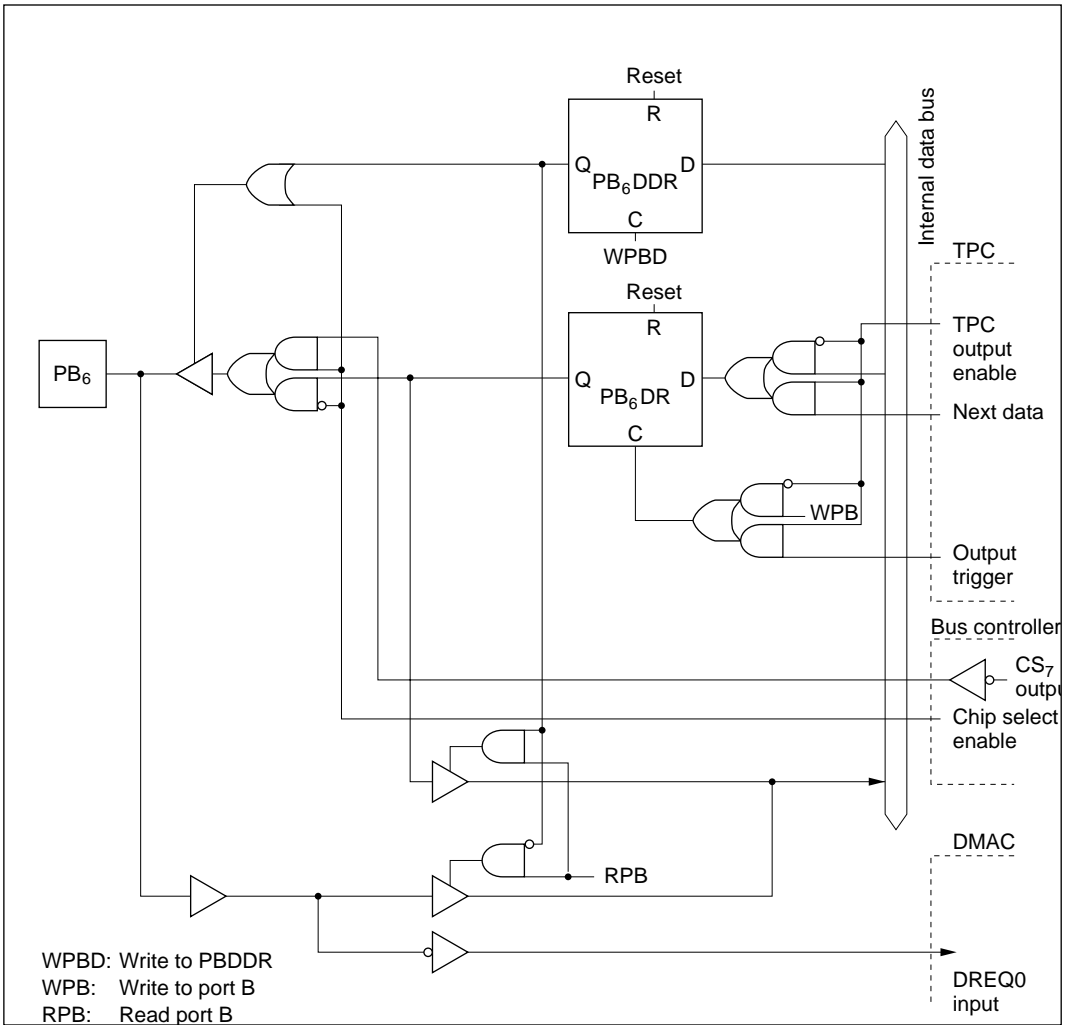 Reset
R
Q
D
PB₆DDR
C
WPBD
Internal data bus
TPC
Reset
R
TPC
output
enable
PB₆
Q
D
PB₆DR
Next data
C
WPB
Output
trigger
Bus controller
CS₇
Chip select
enable
DMAC
RPB
DREQ0
input
WPBD: Write to PBDDR
WPB: Write to port B
RPB: Read port B